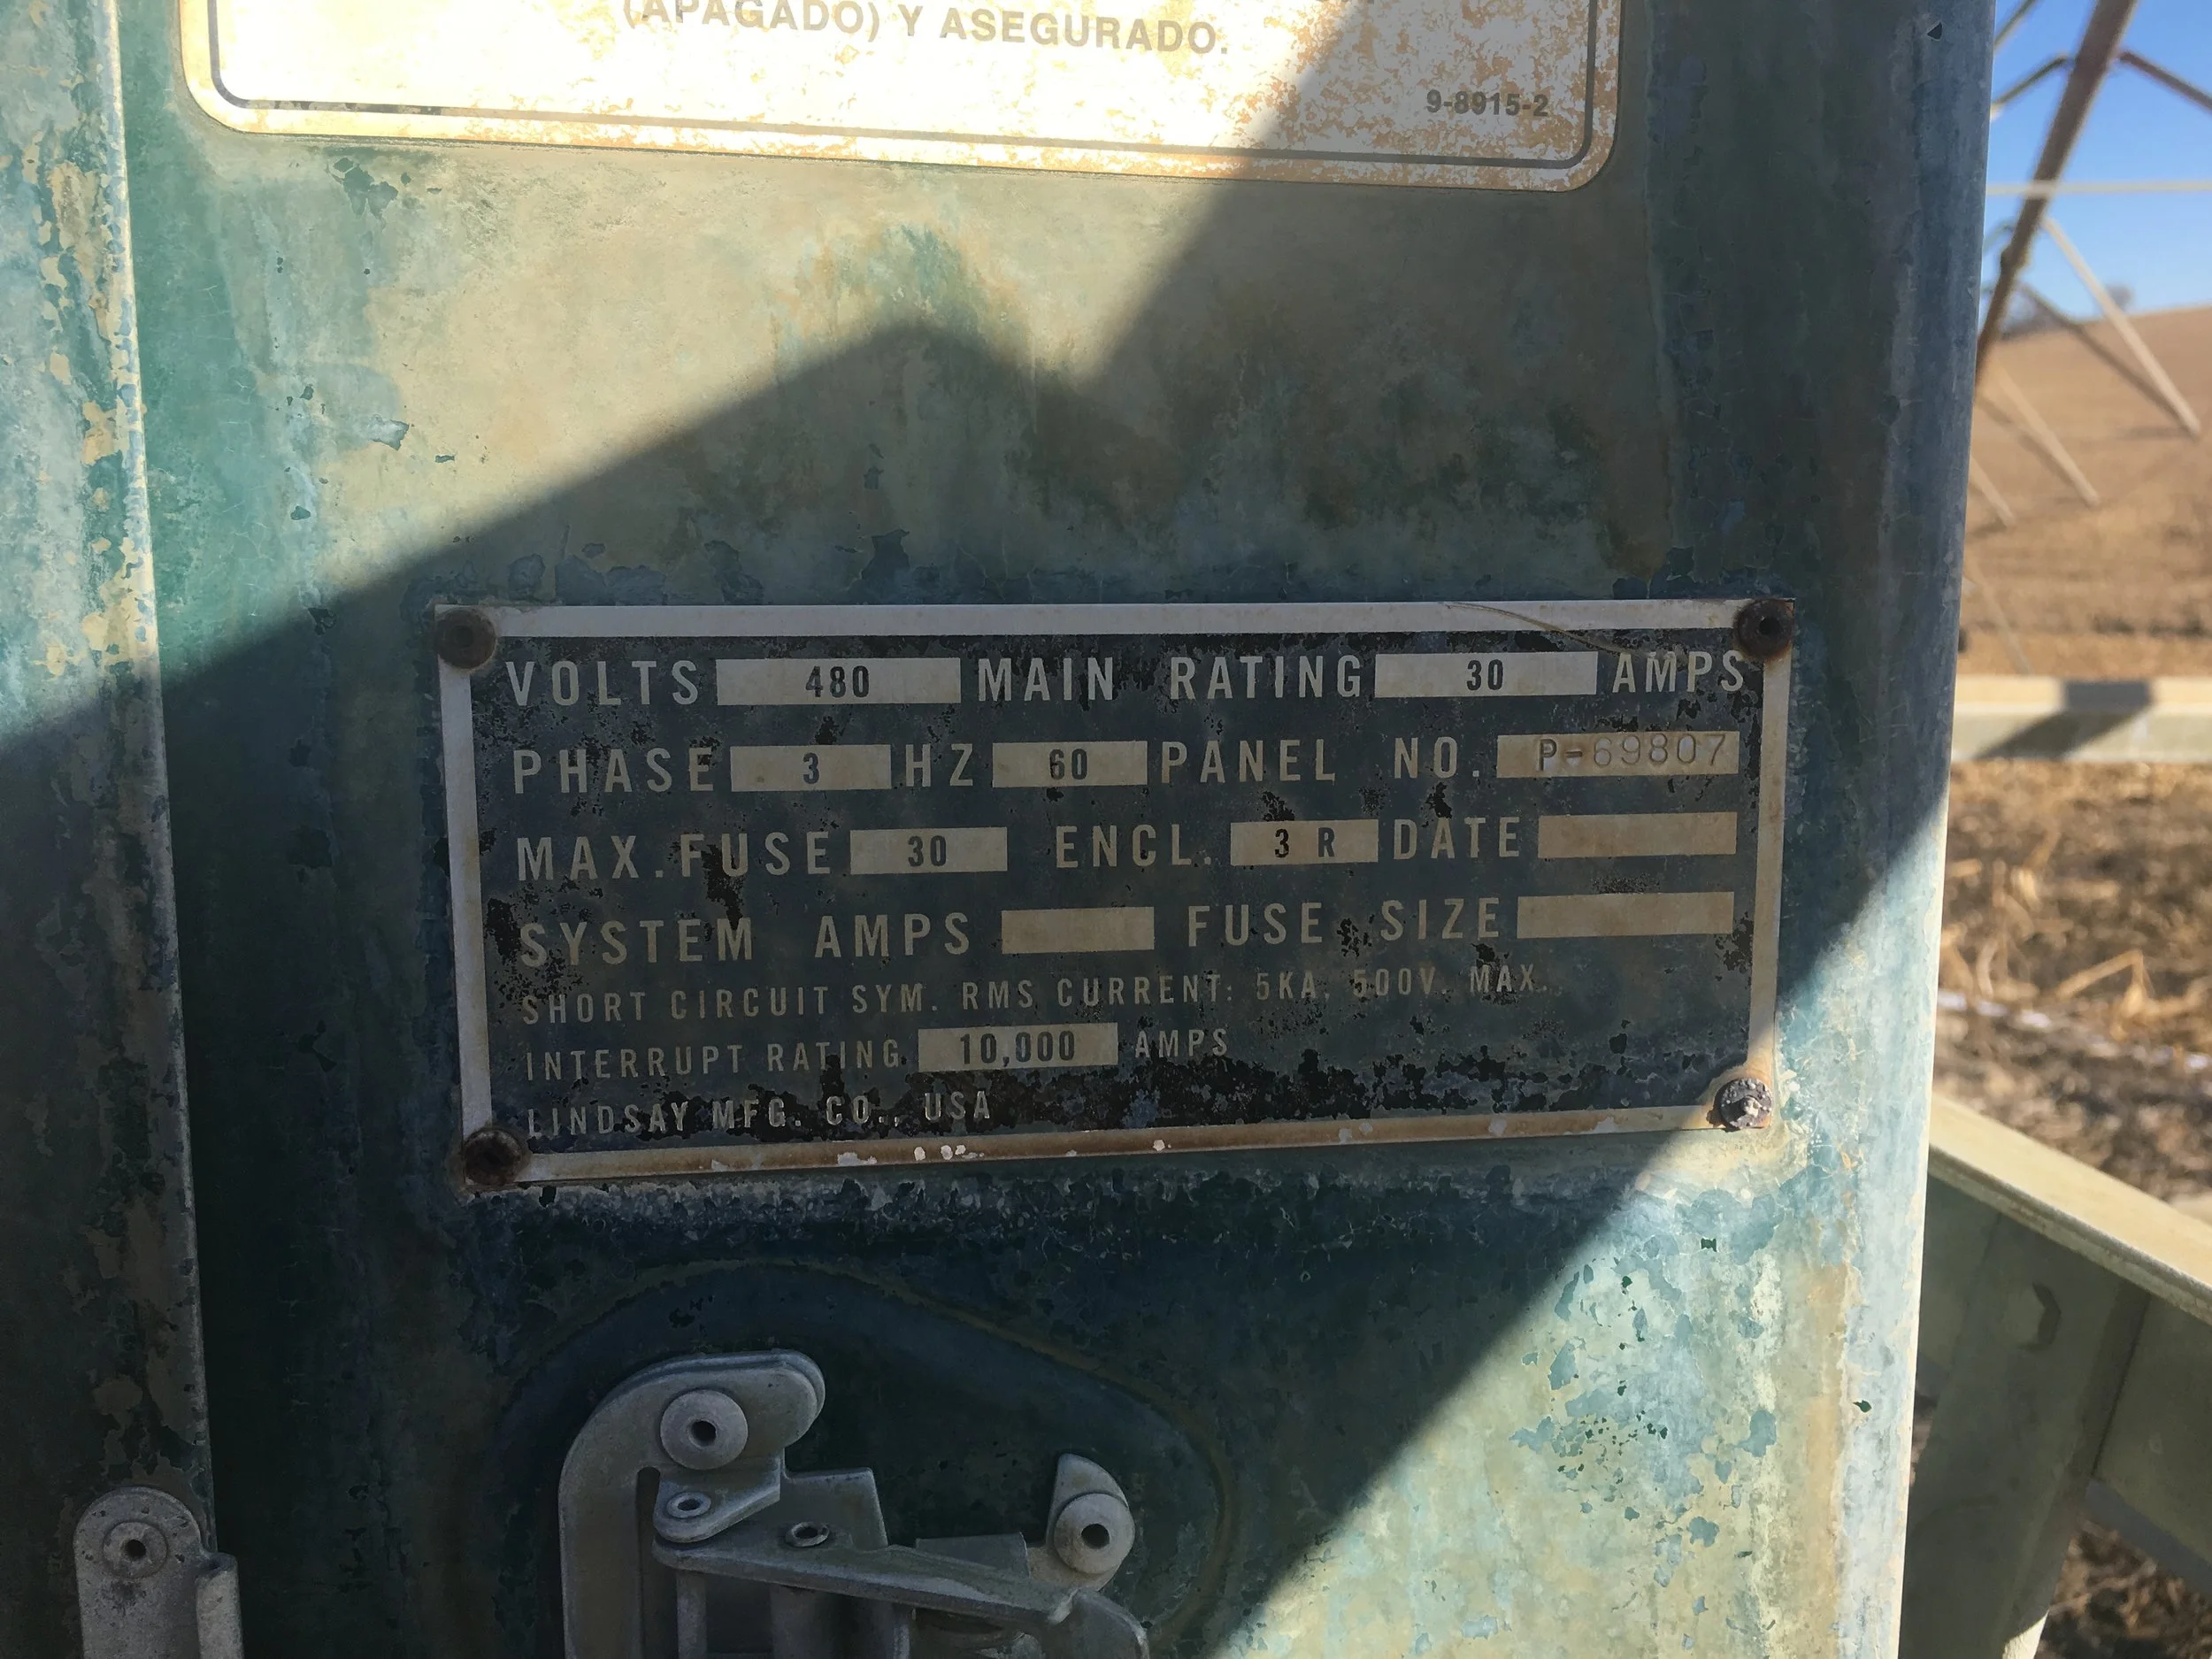 (APAGADO) Y ASEGURADO.
9-8915-2
VOLTS 480 MAIN RATING 30 AMPS
PHASE 3 HZ 60 PANEL NO. P-69807
MAX. FUSE 30 ENCL. 3 R DATE
SYSTEM AMPS FUSE SIZE
SHORT CIRCUIT SYM. RMS CURRENT: 5KA, 500V. MAX.
INTERRUPT RATING 10,000 AMPS
LINDSAY MFG. CO., USA